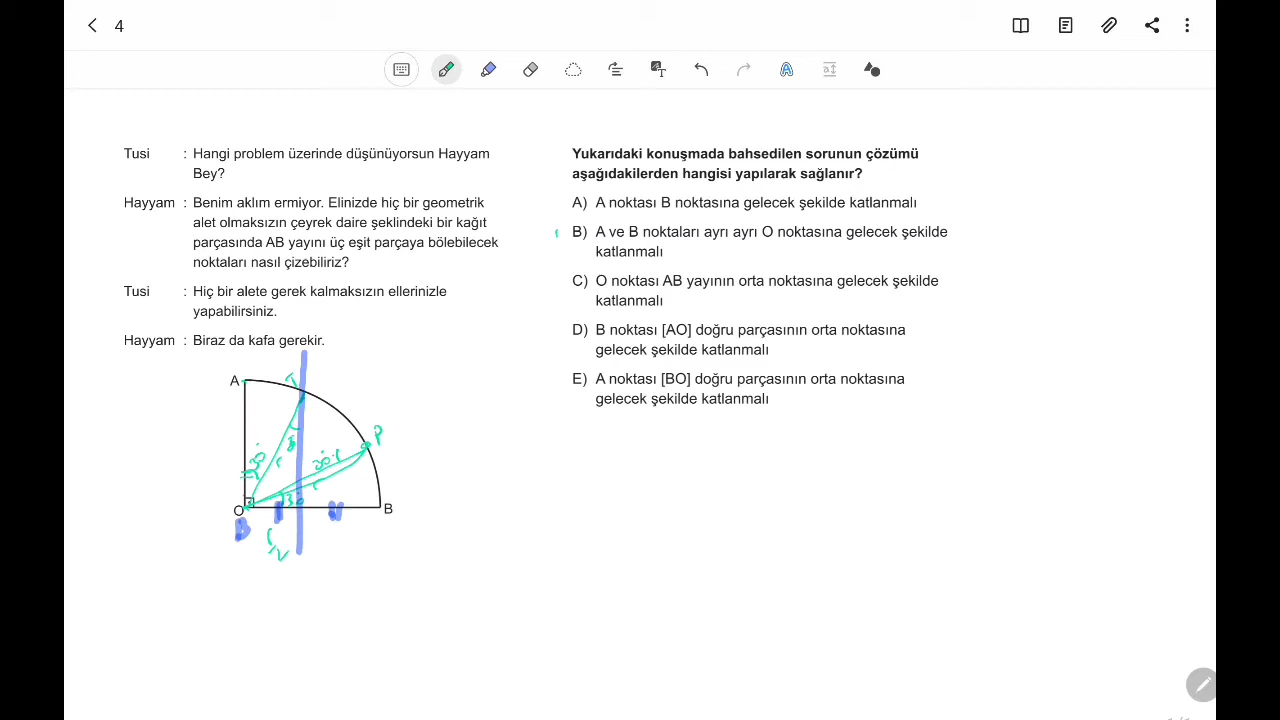 4
Tusi : Hangi problem üzerinde düşünüyorsun Hayyam
Bey?
Hayyam : Benim aklım ermiyor. Elinizde hiç bir geometrik
alet olmaksızın çeyrek daire şeklindeki bir kağıt
parçasında AB yayını üç eşit parçaya bölebilecek
noktaları nasıl çizebiliriz?
Tusi : Hiç bir alete gerek kalmaksızın ellerinizle
yapabilirsiniz.
Hayyam : Biraz da kafa gerekir.
A
T
P
30°
r
30°
r
30°
O
B
B
r/2
Yukarıdaki konuşmada bahsedilen sorunun çözümü
aşağıdakilerden hangisi yapılarak sağlanır?
A) A noktası B noktasına gelecek şekilde katlanmalı
B) A ve B noktaları ayrı ayrı O noktasına gelecek şekilde
katlanmalı
C) O noktası AB yayının orta noktasına gelecek şekilde
katlanmalı
D) B noktası [AO] doğru parçasının orta noktasına
gelecek şekilde katlanmalı
E) A noktası [BO] doğru parçasının orta noktasına
gelecek şekilde katlanmalı